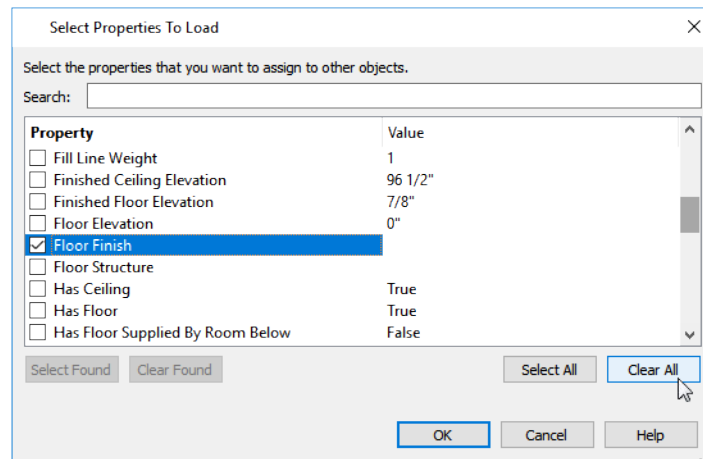 Select Properties To Load
Select the properties that you want to assign to other objects.
Search:
Property Value
Fill Line Weight 1
Finished Ceiling Elevation 96 1/2"
Finished Floor Elevation 7/8"
Floor Elevation 0"
Floor Finish
Floor Structure
Has Ceiling True
Has Floor True
Has Floor Supplied By Room Below False
Select Found Clear Found Select All Clear All
OK Cancel Help